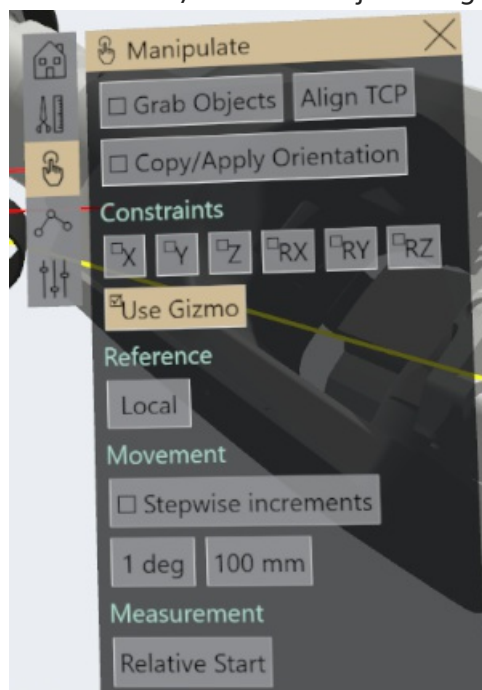 Manipulate
Grab Objects Align TCP
Copy/Apply Orientation
Constraints
X Y Z RX RY RZ
Use Gizmo
Reference
Local
Movement
Stepwise increments
1 deg 100 mm
Measurement
Relative Start